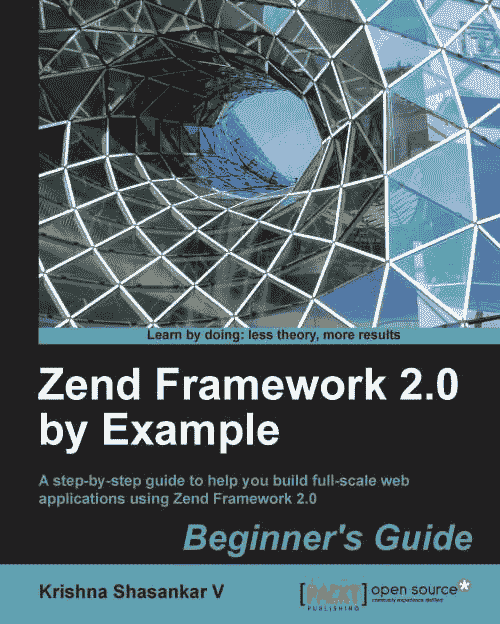 Learn by doing: less theory, more results
Zend Framework 2.0
by Example
A step-by-step guide to help you build full-scale web
applications using Zend Framework 2.0
Beginner's Guide
Krishna Shasankar V
[PACKT] open source*
PUBLISHING
community experience distilled